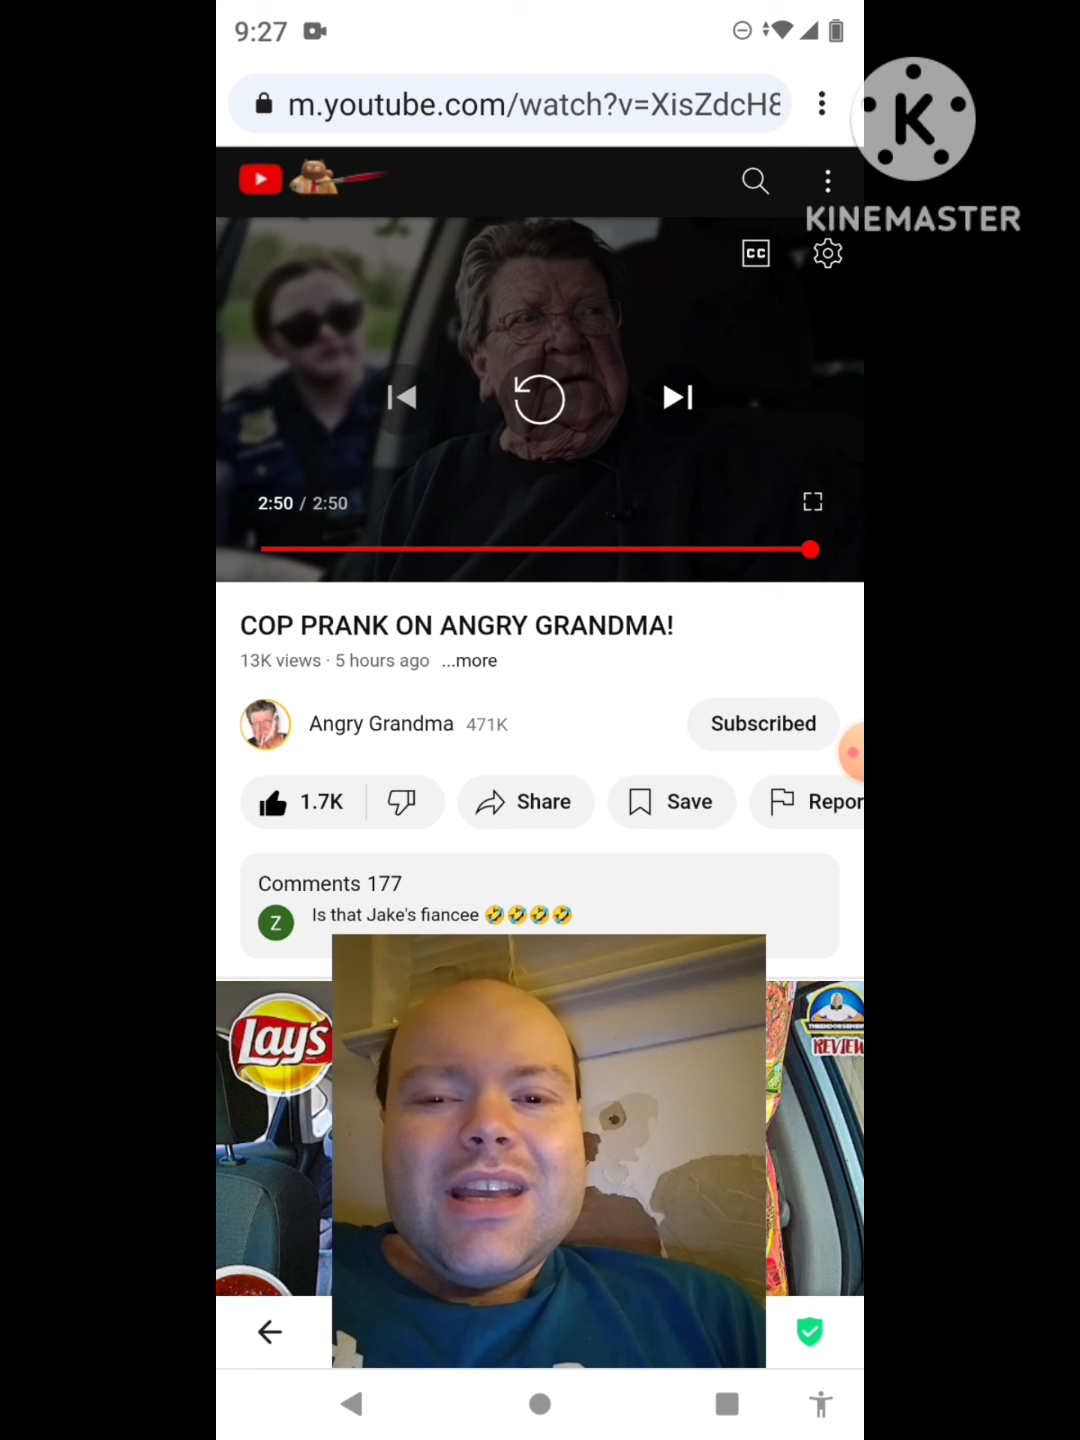 9:27
m.youtube.com/watch?v=XisZdcH8
K
KINEMASTER
CC
2:50 / 2:50
COP PRANK ON ANGRY GRANDMA!
13K views · 5 hours ago ...more
Angry Grandma 471K
Subscribed
1.7K
Share
Save
Repor
Comments 177
Z
Is that Jake's fiancee 🤣🤣🤣🤣
Lay's
REVIEW